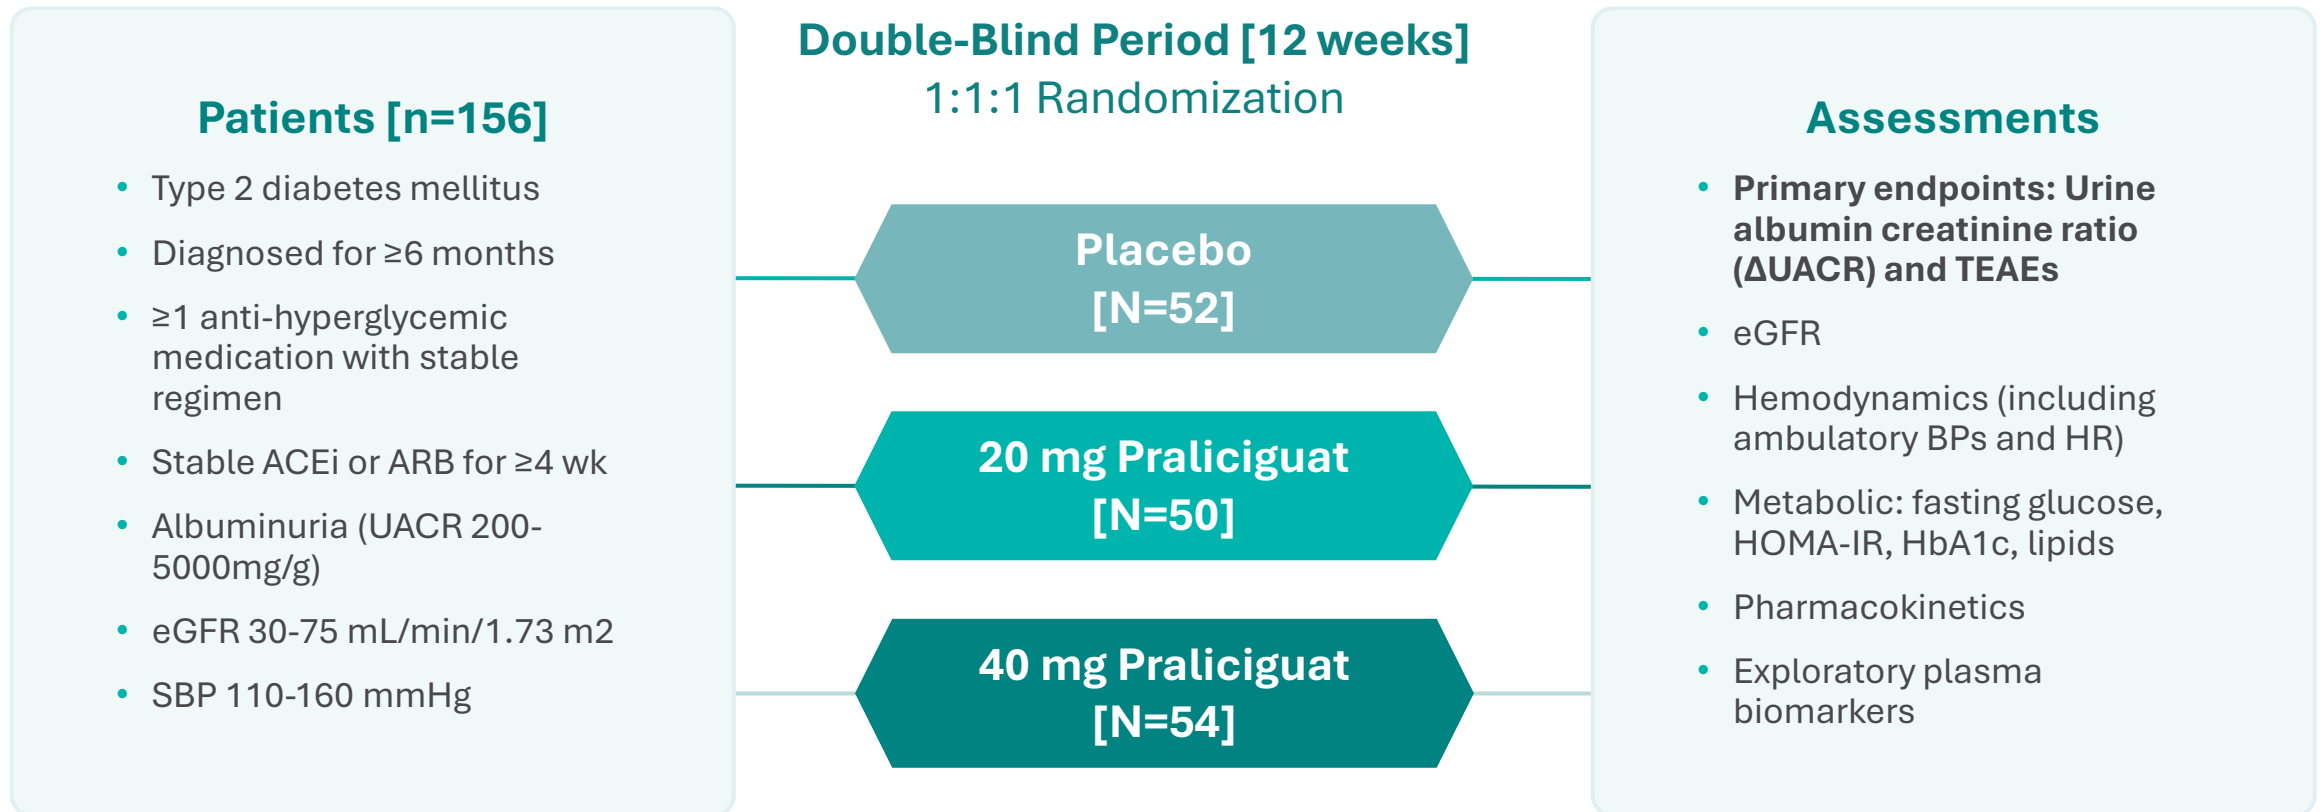 Patients [n=156]
• Type 2 diabetes mellitus
• Diagnosed for ≥6 months
• ≥1 anti-hyperglycemic
medication with stable
regimen
• Stable ACEi or ARB for ≥4 wk
• Albuminuria (UACR 200-
5000mg/g)
• eGFR 30-75 mL/min/1.73 m2
• SBP 110-160 mmHg
Double-Blind Period [12 weeks]
1:1:1 Randomization
Placebo
[N=52]
20 mg Praliciguat
[N=50]
40 mg Praliciguat
[N=54]
Assessments
• Primary endpoints: Urine
albumin creatinine ratio
(ΔUACR) and TEAEs
• eGFR
• Hemodynamics (including
ambulatory BPs and HR)
• Metabolic: fasting glucose,
HOMA-IR, HbA1c, lipids
• Pharmacokinetics
• Exploratory plasma
biomarkers